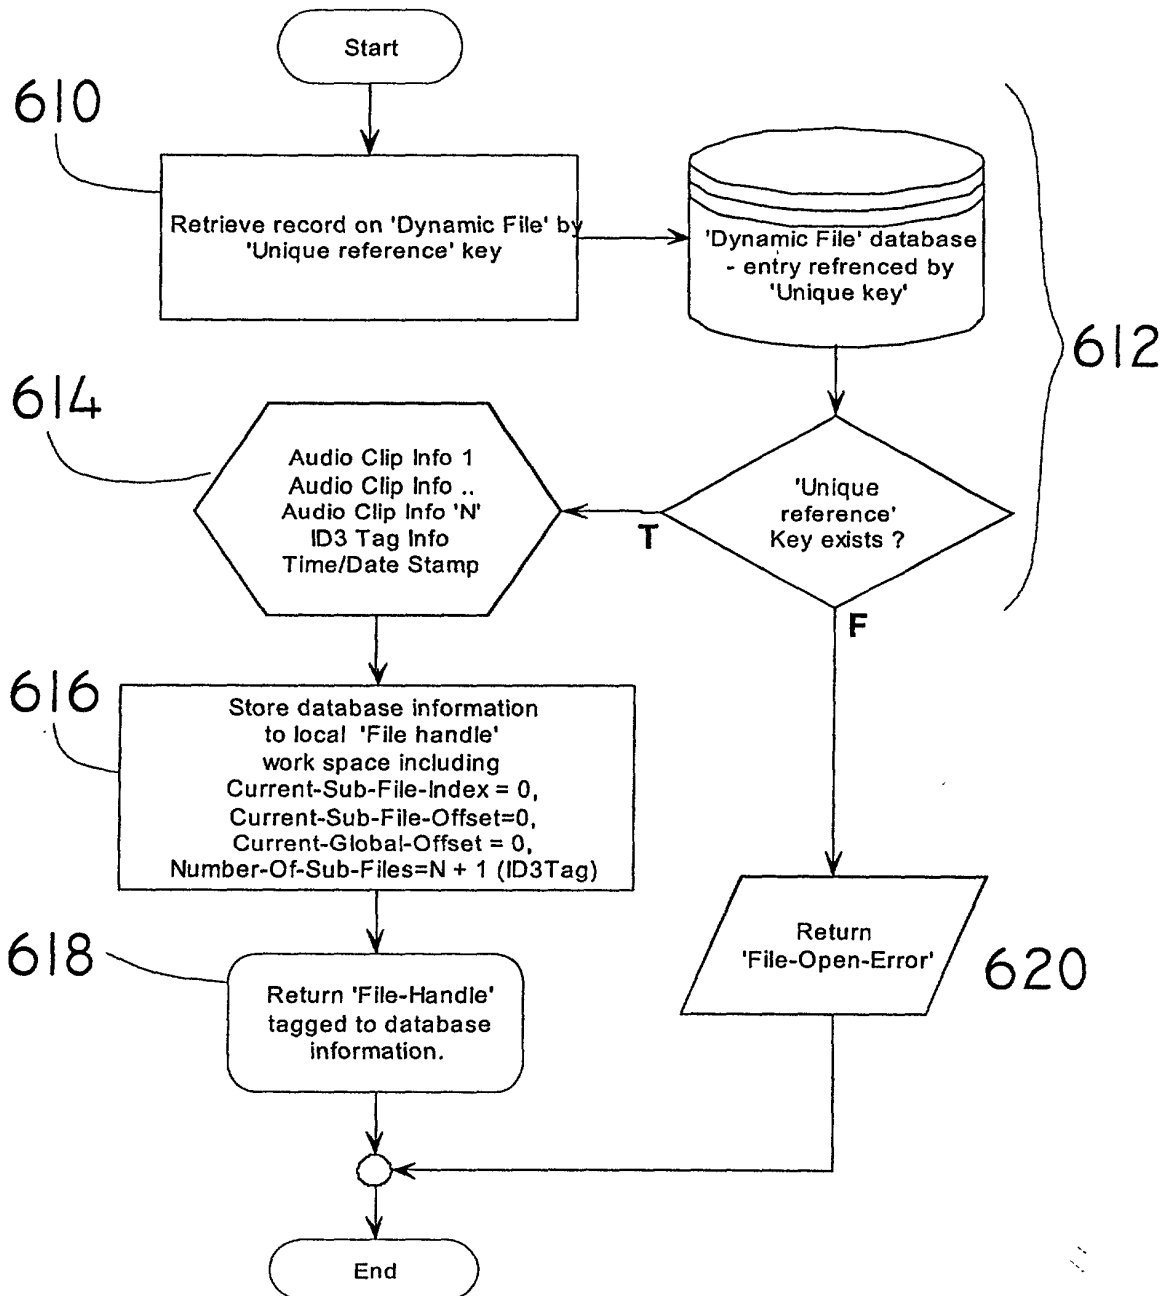 Start
610
Retrieve record on 'Dynamic File' by
'Unique reference' key
'Dynamic File' database
- entry refrenced by
'Unique key'
612
614
Audio Clip Info 1
Audio Clip Info ..
Audio Clip Info 'N'
ID3 Tag Info
Time/Date Stamp
'Unique
reference'
Key exists ?
T
F
616
Store database information
to local 'File handle'
work space including
Current-Sub-File-Index = 0,
Current-Sub-File-Offset=0,
Current-Global-Offset = 0,
Number-Of-Sub-Files=N + 1 (ID3Tag)
618
Return 'File-Handle'
tagged to database
information.
Return
'File-Open-Error'
620
End